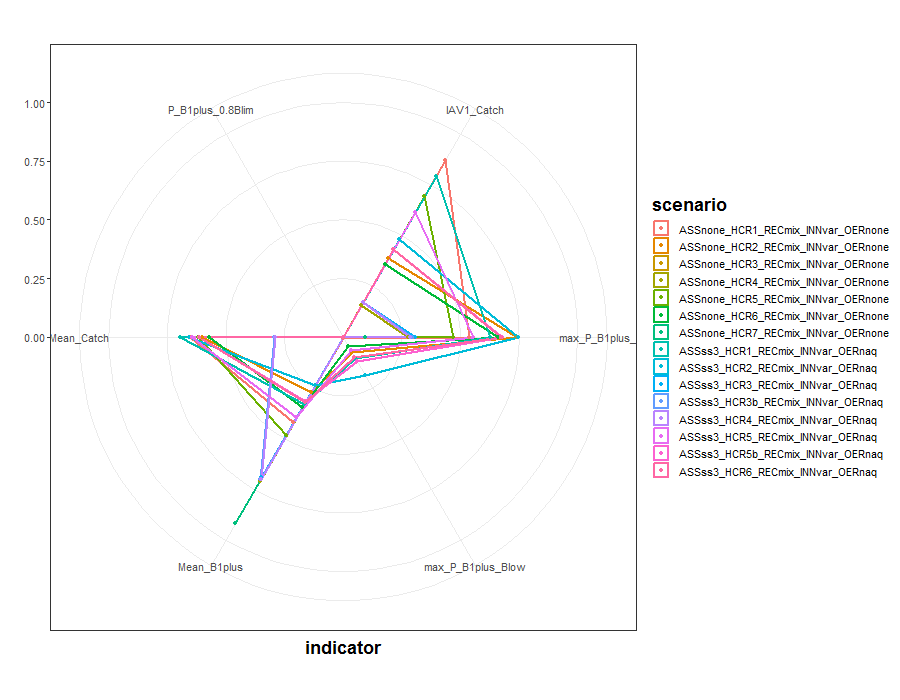 P_B1plus_0.8Blim
IAV1_Catch
1.00
0.75
0.50
0.25
0.00
Mean_Catch
max_P_B1plus_
Mean_B1plus
max_P_B1plus_Blow
indicator
scenario
ASSnone_HCR1_RECmix_INNvar_OERnone
ASSnone_HCR2_RECmix_INNvar_OERnone
ASSnone_HCR3_RECmix_INNvar_OERnone
ASSnone_HCR4_RECmix_INNvar_OERnone
ASSnone_HCR5_RECmix_INNvar_OERnone
ASSnone_HCR6_RECmix_INNvar_OERnone
ASSnone_HCR7_RECmix_INNvar_OERnone
ASSss3_HCR1_RECmix_INNvar_OERnaq
ASSss3_HCR2_RECmix_INNvar_OERnaq
ASSss3_HCR3_RECmix_INNvar_OERnaq
ASSss3_HCR3b_RECmix_INNvar_OERnaq
ASSss3_HCR4_RECmix_INNvar_OERnaq
ASSss3_HCR5_RECmix_INNvar_OERnaq
ASSss3_HCR5b_RECmix_INNvar_OERnaq
ASSss3_HCR6_RECmix_INNvar_OERnaq